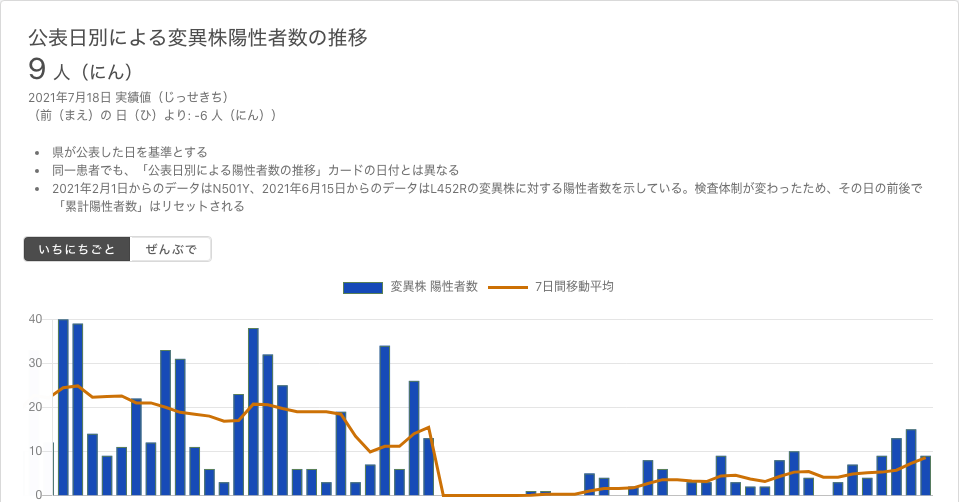 公表日別による変異株陽性者数の推移
9 人（にん）
2021年7月18日 実績値（じっせきち）
（前（まえ）の 日（ひ）より: -6 人（にん））
• 県が公表した日を基準とする
• 同一患者でも、「公表日別による陽性者数の推移」カードの日付とは異なる
• 2021年2月1日からのデータはN501Y、2021年6月15日からのデータはL452Rの変異株に対する陽性者数を示している。検査体制が変わったため、その日の前後で
「累計陽性者数」はリセットされる
いちにちごと ぜんぶで
変異株 陽性者数 7日間移動平均
40
30
20
10
0